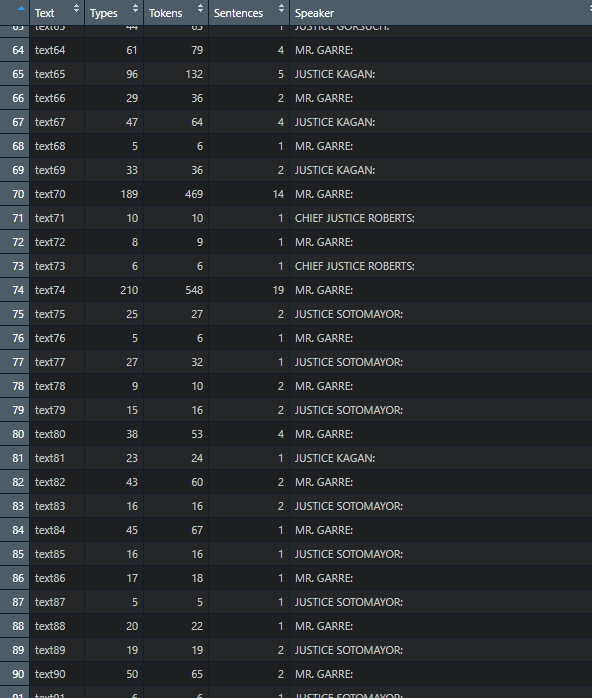 Text Types Tokens Sentences Speaker
63 text63 44 65 1 JUSTICE GORSUCH:
64 text64 61 79 4 MR. GARRE:
65 text65 96 132 5 JUSTICE KAGAN:
66 text66 29 36 2 MR. GARRE:
67 text67 47 64 4 JUSTICE KAGAN:
68 text68 5 6 1 MR. GARRE:
69 text69 33 36 2 JUSTICE KAGAN:
70 text70 189 469 14 MR. GARRE:
71 text71 10 10 1 CHIEF JUSTICE ROBERTS:
72 text72 8 9 1 MR. GARRE:
73 text73 6 6 1 CHIEF JUSTICE ROBERTS:
74 text74 210 548 19 MR. GARRE:
75 text75 25 27 2 JUSTICE SOTOMAYOR:
76 text76 5 6 1 MR. GARRE:
77 text77 27 32 1 JUSTICE SOTOMAYOR:
78 text78 9 10 2 MR. GARRE:
79 text79 15 16 2 JUSTICE SOTOMAYOR:
80 text80 38 53 4 MR. GARRE:
81 text81 23 24 1 JUSTICE KAGAN:
82 text82 43 60 2 MR. GARRE:
83 text83 16 16 2 JUSTICE SOTOMAYOR:
84 text84 45 67 1 MR. GARRE:
85 text85 16 16 1 JUSTICE SOTOMAYOR:
86 text86 17 18 1 MR. GARRE:
87 text87 5 5 1 JUSTICE SOTOMAYOR:
88 text88 20 22 1 MR. GARRE:
89 text89 19 19 2 JUSTICE SOTOMAYOR:
90 text90 50 65 2 MR. GARRE:
91 text91 6 6 1 JUSTICE SOTOMAYOR: